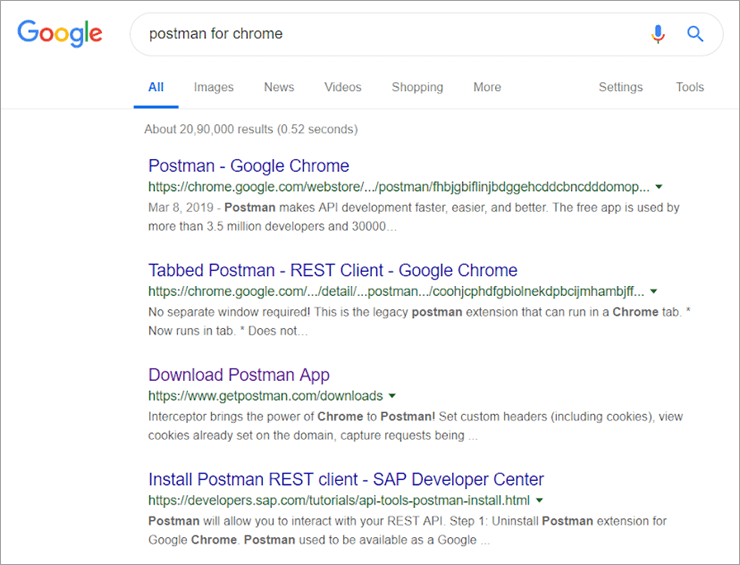 Google
postman for chrome
All Images News Videos Shopping More Settings Tools
About 20,90,000 results (0.52 seconds)
Postman - Google Chrome
https://chrome.google.com/webstore/.../postman/fhbjgbiflinjbdggehcddcbncdddomop...
Mar 8, 2019 - Postman makes API development faster, easier, and better. The free app is used by
more than 3.5 million developers and 30000...
Tabbed Postman - REST Client - Google Chrome
https://chrome.google.com/.../detail/...postman.../coohjcphdfgbiolnekdpbcijmhambjff...
No separate window required! This is the legacy postman extension that can run in a Chrome tab. *
Now runs in tab. * Does not...
Download Postman App
https://www.getpostman.com/downloads
Interceptor brings the power of Chrome to Postman! Set custom headers (including cookies), view
cookies already set on the domain, capture requests being ...
Install Postman REST client - SAP Developer Center
https://developers.sap.com/tutorials/api-tools-postman-install.html
Postman will allow you to interact with your REST API. Step 1: Uninstall Postman extension for
Google Chrome. Postman used to be available as a Google ...